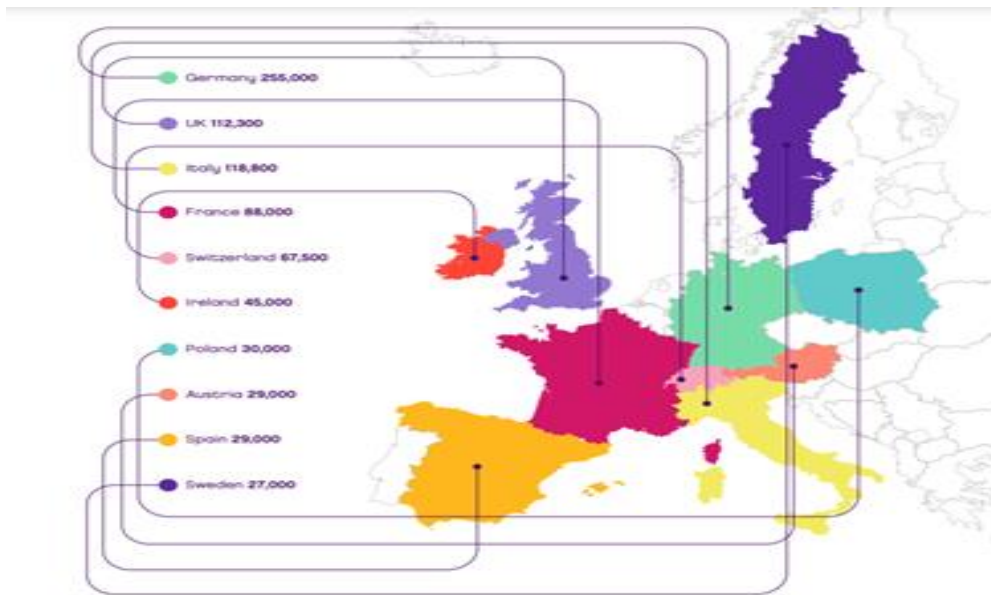 Germany 255,000
UK 112,300
Italy 118,800
France 88,000
Switzerland 67,500
Ireland 45,000
Poland 30,000
Austria 29,000
Spain 29,000
Sweden 27,000